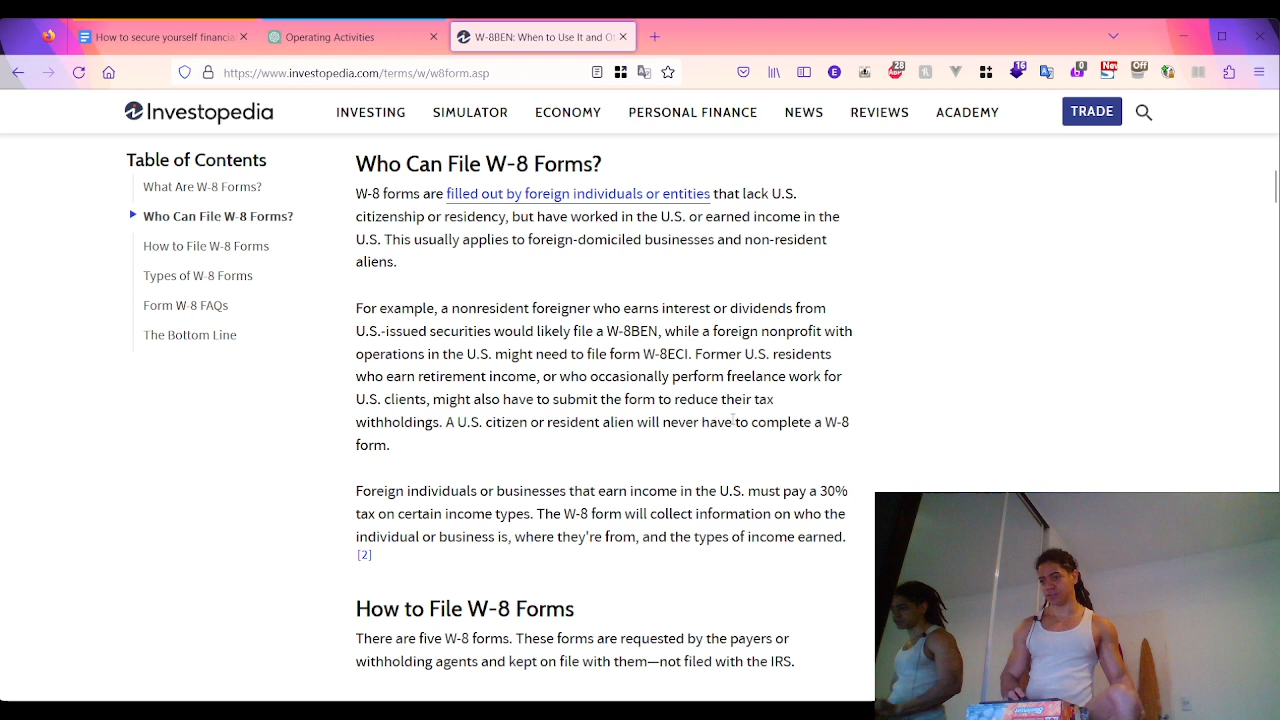 How to secure yourself financia
Operating Activities
W-8BEN: When to Use It and O
https://www.investopedia.com/terms/w/w8form.asp
28
16
0
New
Off
Investopedia
INVESTING
SIMULATOR
ECONOMY
PERSONAL FINANCE
NEWS
REVIEWS
ACADEMY
TRADE
Table of Contents
What Are W-8 Forms?
Who Can File W-8 Forms?
How to File W-8 Forms
Types of W-8 Forms
Form W-8 FAQs
The Bottom Line
Who Can File W-8 Forms?
W-8 forms are filled out by foreign individuals or entities that lack U.S.
citizenship or residency, but have worked in the U.S. or earned income in the
U.S. This usually applies to foreign-domiciled businesses and non-resident
aliens.
For example, a nonresident foreigner who earns interest or dividends from
U.S.-issued securities would likely file a W-8BEN, while a foreign nonprofit with
operations in the U.S. might need to file form W-8ECI. Former U.S. residents
who earn retirement income, or who occasionally perform freelance work for
U.S. clients, might also have to submit the form to reduce their tax
withholdings. A U.S. citizen or resident alien will never have to complete a W-8
form.
Foreign individuals or businesses that earn income in the U.S. must pay a 30%
tax on certain income types. The W-8 form will collect information on who the
individual or business is, where they're from, and the types of income earned.
[2]
How to File W-8 Forms
There are five W-8 forms. These forms are requested by the payers or
withholding agents and kept on file with them—not filed with the IRS.